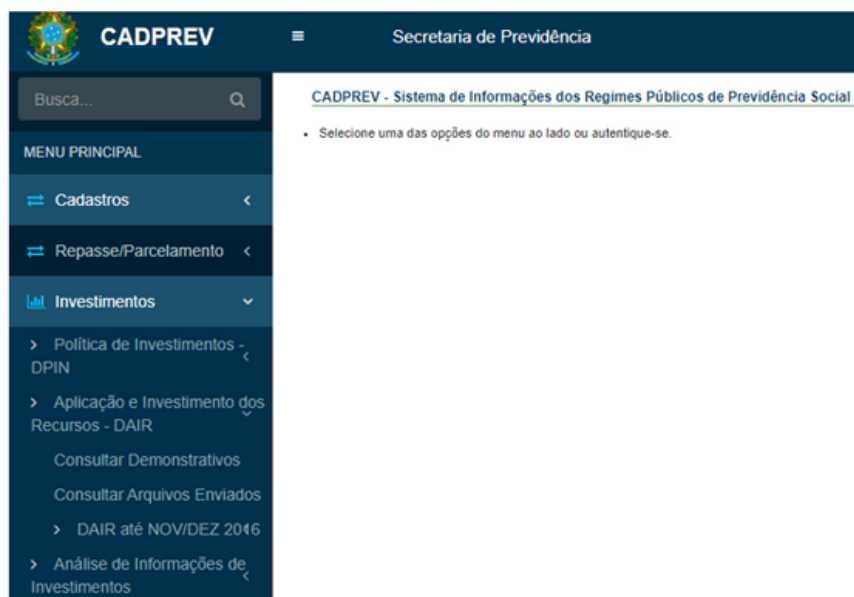 CADPREV
Secretaria de Previdência
Busca...
CADPREV - Sistema de Informações dos Regimes Públicos de Previdência Social
Selecione uma das opções do menu ao lado ou autentique-se.
MENU PRINCIPAL
Cadastros
Repasse/Parcelamento
Investimentos
Política de Investimentos -
DPIN
Aplicação e Investimento dos
Recursos - DAIR
Consultar Demonstrativos
Consultar Arquivos Enviados
DAIR até NOV/DEZ 2016
Análise de Informações de
Investimentos